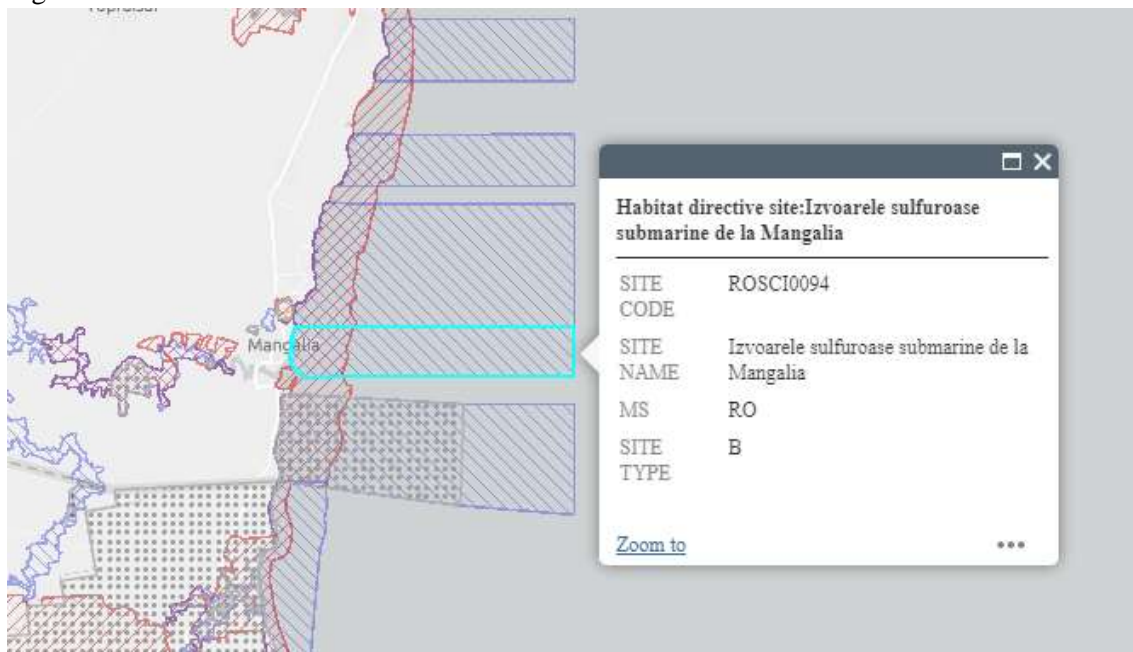 Mangalia
Habitat directive site:Izvoarele sulfuroase
submarine de la Mangalia
SITE CODE ROSCI0094
SITE NAME Izvoarele sulfuroase submarine de la Mangalia
MS RO
SITE TYPE B
Zoom to